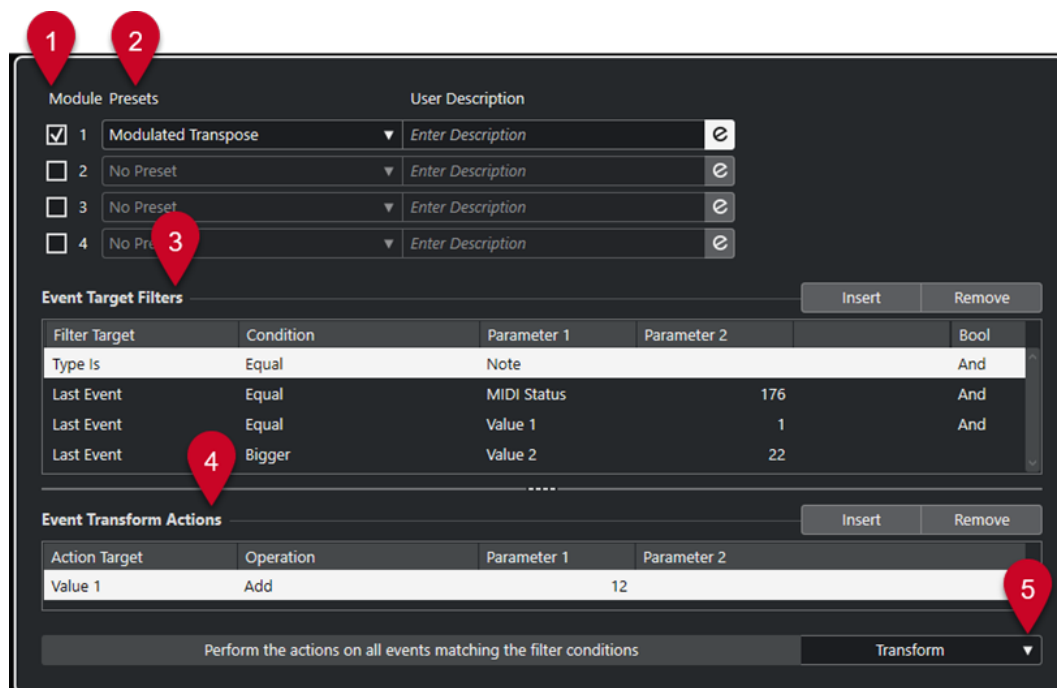 1 2
Module Presets User Description
1 Modulated Transpose Enter Description e
2 No Preset Enter Description e
3 No Preset Enter Description e
4 No Pre Enter Description e
3
Event Target Filters Insert Remove
Filter Target Condition Parameter 1 Parameter 2 Bool
Type Is Equal Note And
Last Event Equal MIDI Status 176 And
Last Event Equal Value 1 1 And
Last Event Bigger Value 2 22
4
Event Transform Actions Insert Remove
Action Target Operation Parameter 1 Parameter 2
Value 1 Add 12
5
Perform the actions on all events matching the filter conditions Transform